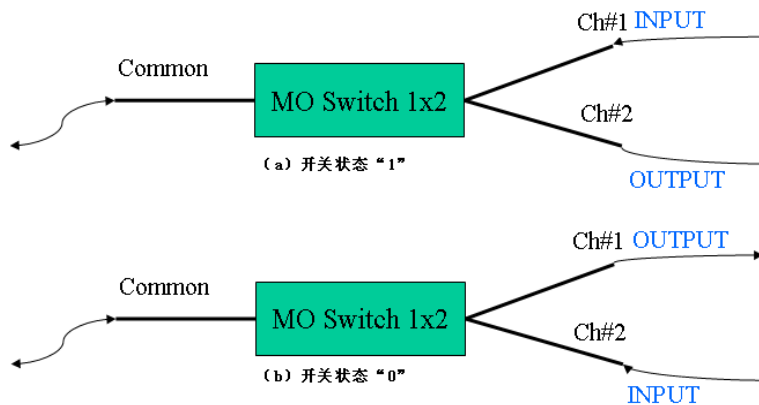 Ch#1 INPUT
Common
MO Switch 1x2
Ch#2
（a）开关状态“1”
OUTPUT
Ch#1 OUTPUT
Common
MO Switch 1x2
Ch#2
（b）开关状态“0”
INPUT